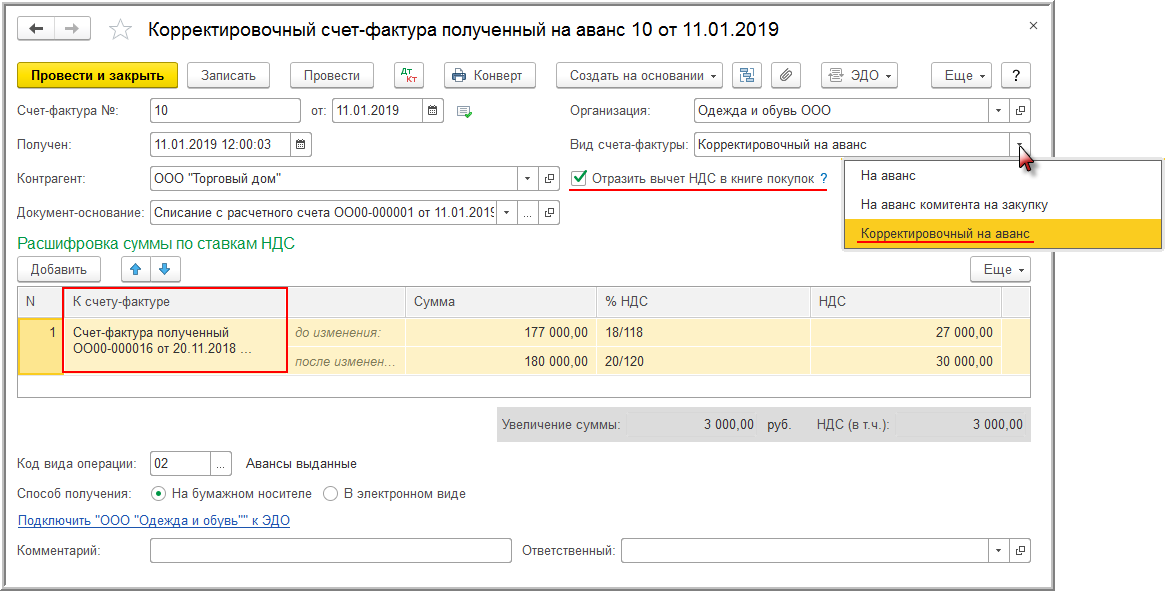 Корректировочный счет-фактура полученный на аванс 10 от 11.01.2019
Провести и закрыть Записать Провести Дт Кт Конверт Создать на основании ЭДО Еще ?
Счет-фактура №: 10 от: 11.01.2019 Организация: Одежда и обувь ООО
Получен: 11.01.2019 12:00:03 Вид счета-фактуры: Корректировочный на аванс
Контрагент: ООО "Торговый дом" Отразить вычет НДС в книге покупок ?
На аванс
На аванс комитента на закупку
Корректировочный на аванс
Документ-основание: Списание с расчетного счета ОО00-000001 от 11.01.2019 ...
Расшифровка суммы по ставкам НДС
Добавить Еще
N К счету-фактуре Сумма % НДС НДС
1 Счет-фактура полученный до изменения: 177 000,00 18/118 27 000,00
ОО00-000016 от 20.11.2018 ... после изменен... 180 000,00 20/120 30 000,00
Увеличение суммы: 3 000,00 руб. НДС (в т.ч.): 3 000,00
Код вида операции: 02 ... Авансы выданные
Способ получения: На бумажном носителе В электронном виде
Подключить "ООО "Одежда и обувь"" к ЭДО
Комментарий: Ответственный: